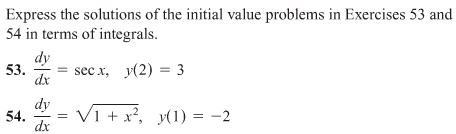 Express the solutions of the initial value problems in Exercises 53 and
54 in terms of integrals.
53. dy/dx = sec x, y(2) = 3
54. dy/dx = √(1 + x²), y(1) = −2